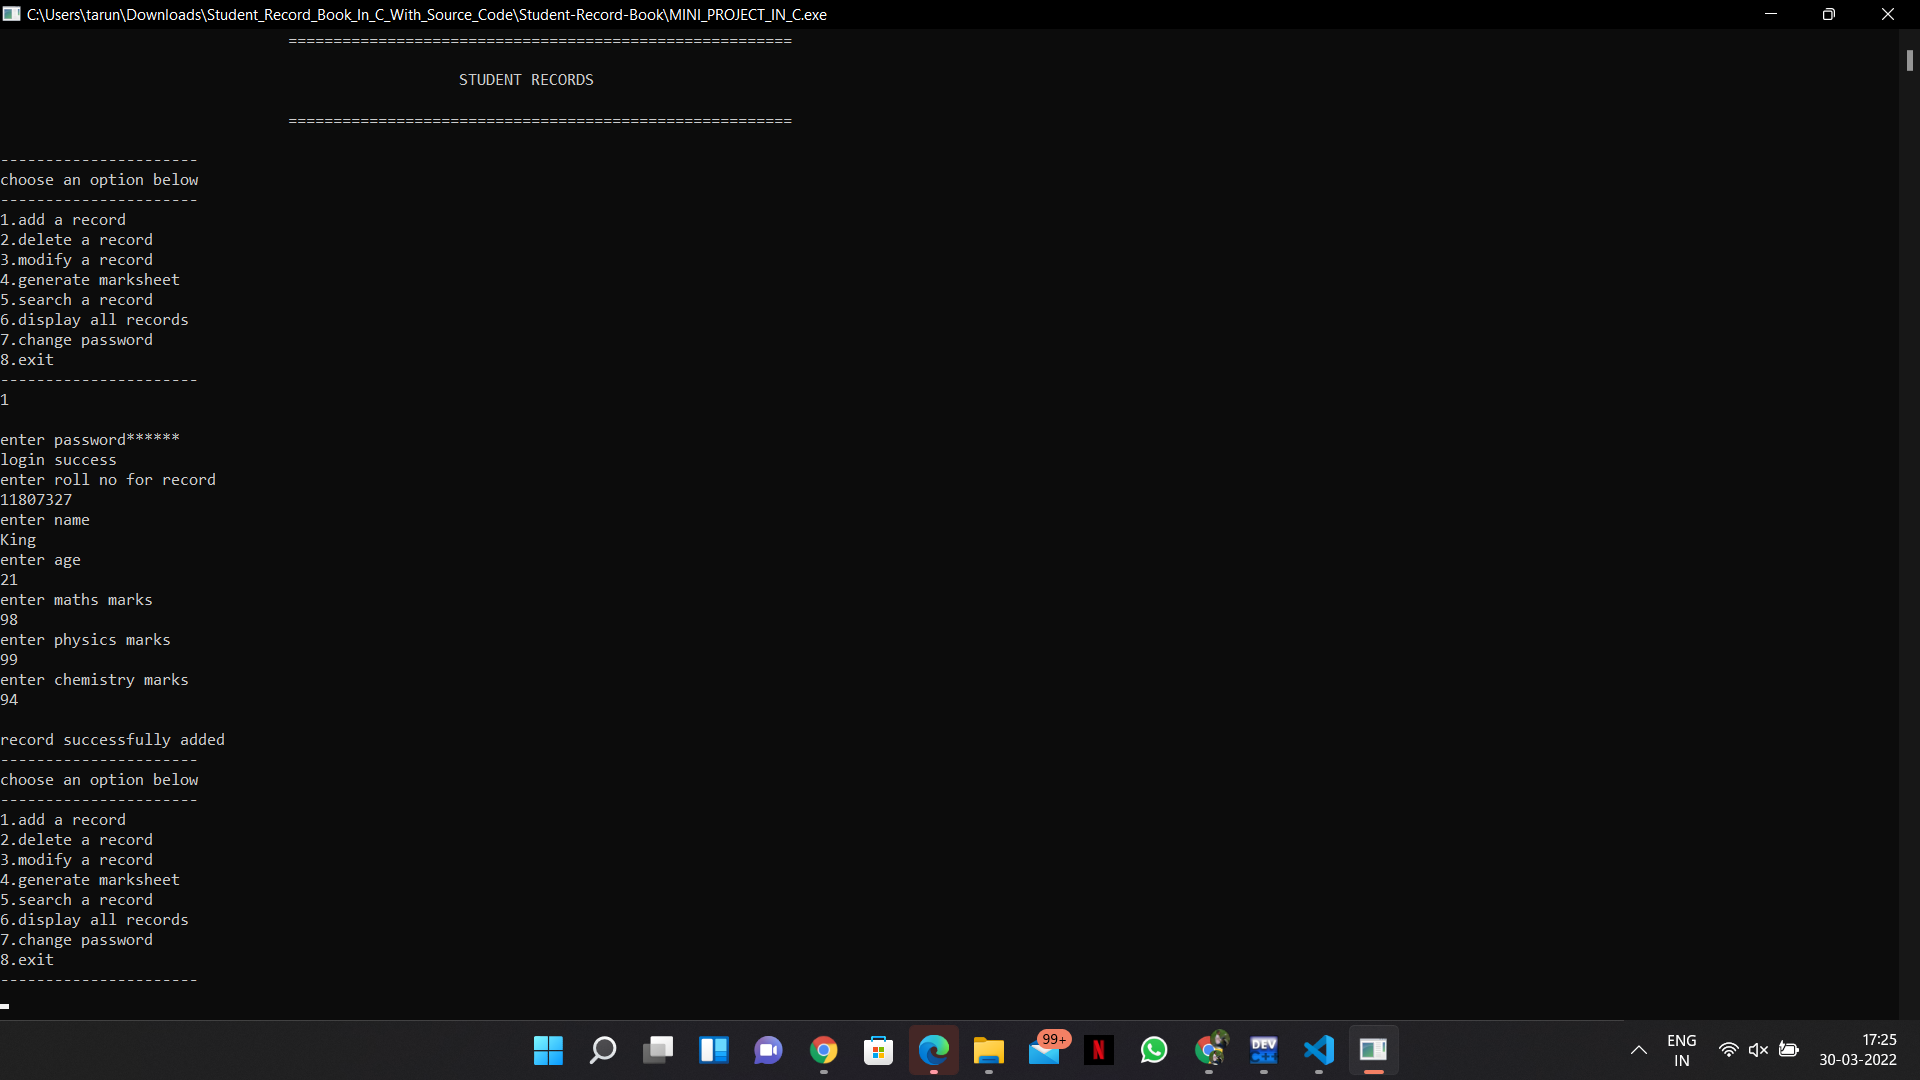 C:\Users\tarun\Downloads\Student_Record_Book_In_C_With_Source_Code\Student-Record-Book\MINI_PROJECT_IN_C.exe
========================================================
STUDENT RECORDS
========================================================
----------------------
choose an option below
----------------------
1.add a record
2.delete a record
3.modify a record
4.generate marksheet
5.search a record
6.display all records
7.change password
8.exit
----------------------
1
enter password******
login success
enter roll no for record
11807327
enter name
King
enter age
21
enter maths marks
98
enter physics marks
99
enter chemistry marks
94
record successfully added
----------------------
choose an option below
----------------------
1.add a record
2.delete a record
3.modify a record
4.generate marksheet
5.search a record
6.display all records
7.change password
8.exit
----------------------
99+
N
DEV
C++
ENG
IN
17:25
30-03-2022